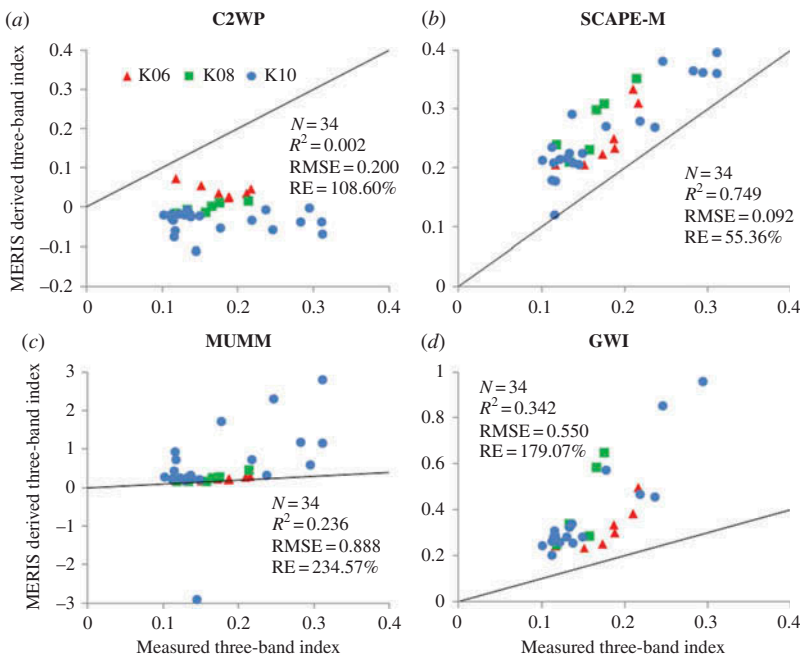 (a)
C2WP
0.4
0.3
0.2
0.1
0
−0.1
−0.2
0
0.1
0.2
0.3
0.4
MERIS derived three-band index
K06
K08
K10
N = 34
R² = 0.002
RMSE = 0.200
RE = 108.60%
(b)
SCAPE-M
0.4
0.3
0.2
0.1
0
0
0.1
0.2
0.3
0.4
N = 34
R² = 0.749
RMSE = 0.092
RE = 55.36%
(c)
MUMM
3
2
1
0
−1
−2
−3
0
0.1
0.2
0.3
0.4
MERIS derived three-band index
Measured three-band index
N = 34
R² = 0.236
RMSE = 0.888
RE = 234.57%
(d)
GWI
1
0.8
0.6
0.4
0.2
0
0
0.1
0.2
0.3
0.4
Measured three-band index
N = 34
R² = 0.342
RMSE = 0.550
RE = 179.07%